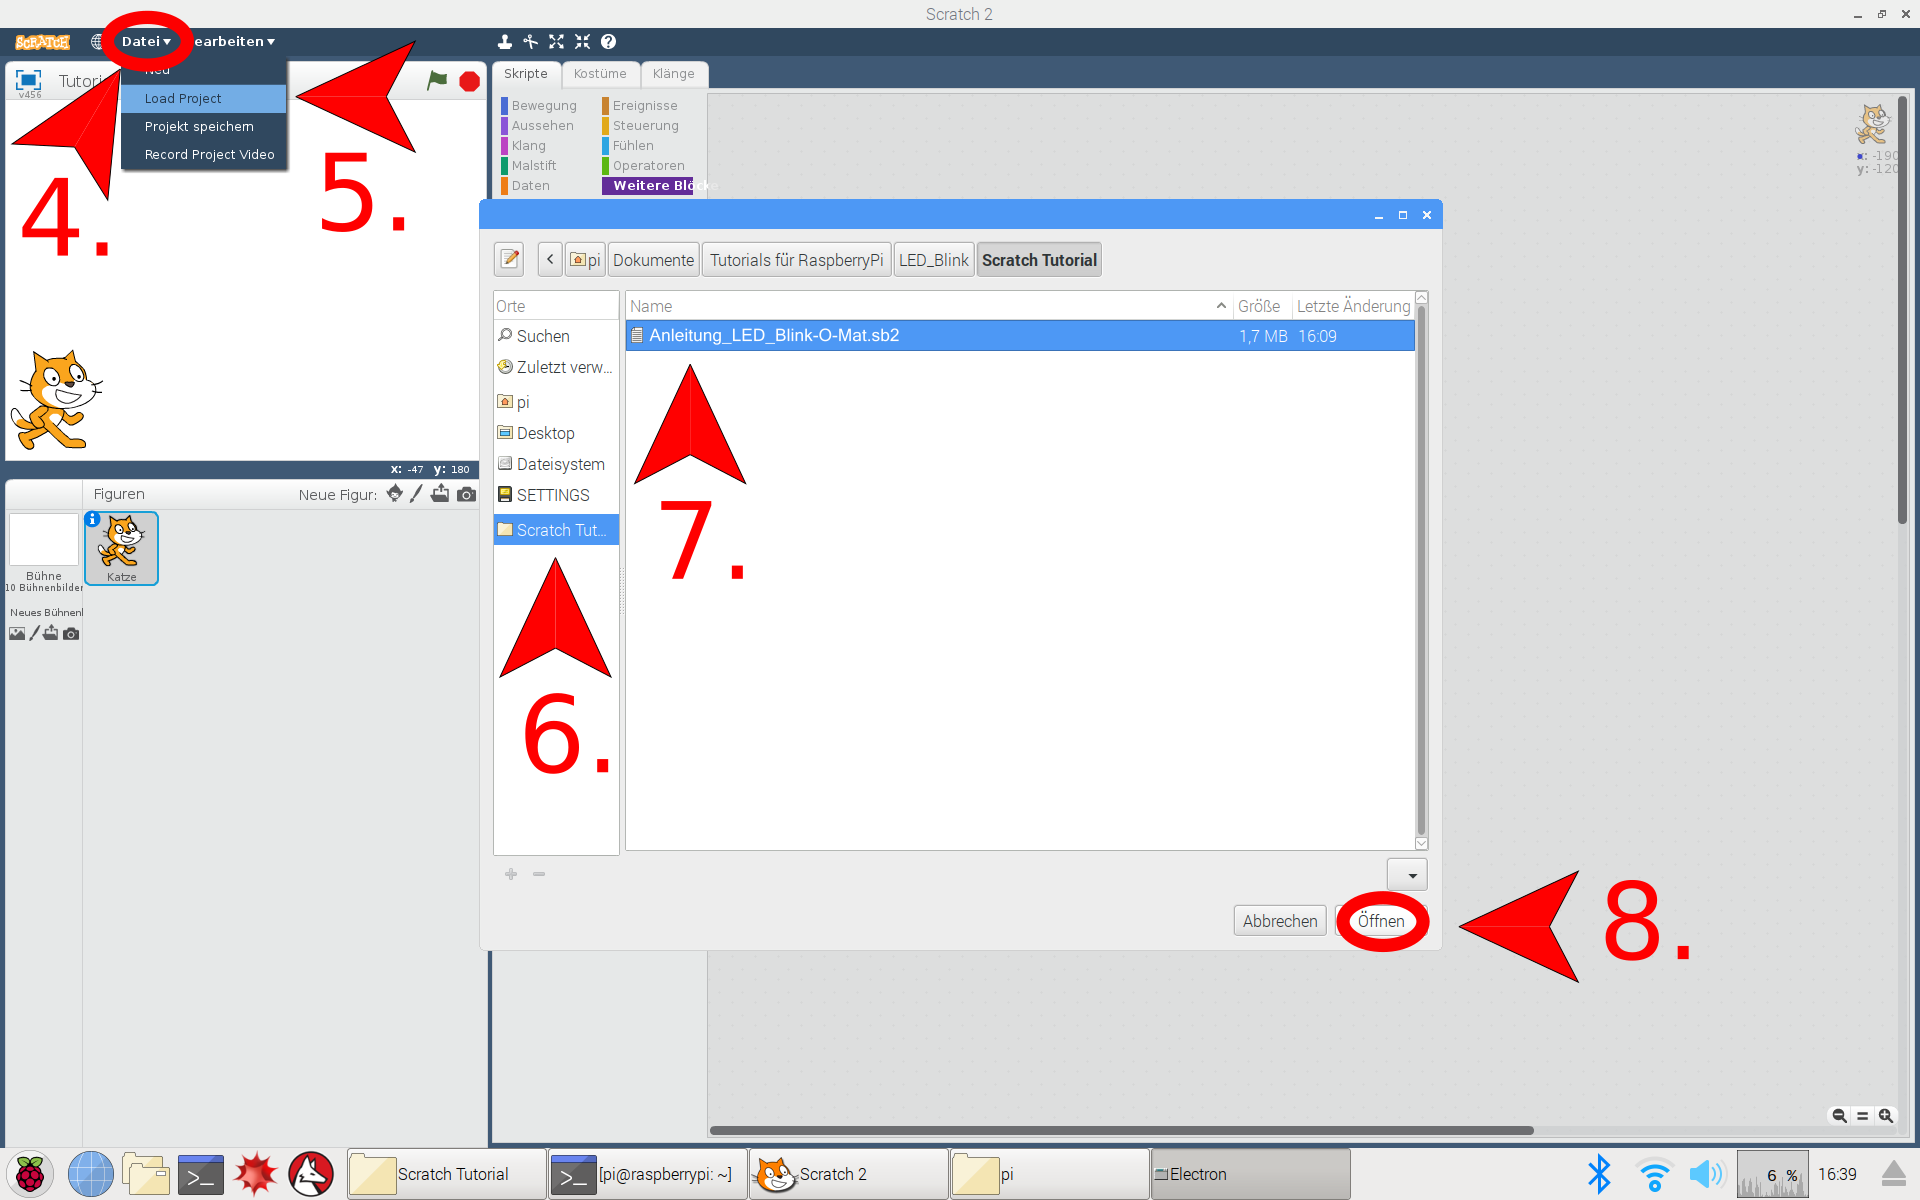 Scratch 2
SCRATCH Datei earbeiten
Neu
Load Project
Projekt speichern
Record Project Video
v456
Tutori
4.
5.
x: -47 y: 180
Figuren
Neue Figur:
Katze
Bühne
10 Bühnenbilder
Neues Bühnenl
Skripte Kostüme Klänge
Bewegung Ereignisse
Aussehen Steuerung
Klang Fühlen
Malstift Operatoren
Daten Weitere Blöcke
x: -190
y: -120
pi Dokumente Tutorials für RaspberryPi LED_Blink Scratch Tutorial
Orte
Suchen
Zuletzt verw...
pi
Desktop
Dateisystem
SETTINGS
Scratch Tut...
6.
Name Größe Letzte Änderung
Anleitung_LED_Blink-O-Mat.sb2 1,7 MB 16:09
7.
Abbrechen Öffnen
8.
Scratch Tutorial [pi@raspberrypi: ~] Scratch 2 pi Electron 6 % 16:39